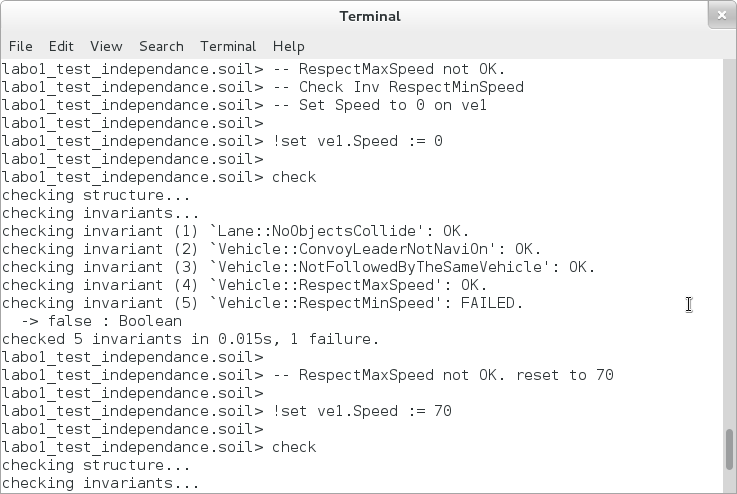 Terminal
File Edit View Search Terminal Help
labo1_test_independance.soil> -- RespectMaxSpeed not OK.
labo1_test_independance.soil> -- Check Inv RespectMinSpeed
labo1_test_independance.soil> -- Set Speed to 0 on ve1
labo1_test_independance.soil>
labo1_test_independance.soil> !set ve1.Speed := 0
labo1_test_independance.soil>
labo1_test_independance.soil> check
checking structure...
checking invariants...
checking invariant (1) `Lane::NoObjectsCollide': OK.
checking invariant (2) `Vehicle::ConvoyLeaderNotNaviOn': OK.
checking invariant (3) `Vehicle::NotFollowedByTheSameVehicle': OK.
checking invariant (4) `Vehicle::RespectMaxSpeed': OK.
checking invariant (5) `Vehicle::RespectMinSpeed': FAILED.
  -> false : Boolean
checked 5 invariants in 0.015s, 1 failure.
labo1_test_independance.soil>
labo1_test_independance.soil> -- RespectMaxSpeed not OK. reset to 70
labo1_test_independance.soil>
labo1_test_independance.soil> !set ve1.Speed := 70
labo1_test_independance.soil>
labo1_test_independance.soil> check
checking structure...
checking invariants...